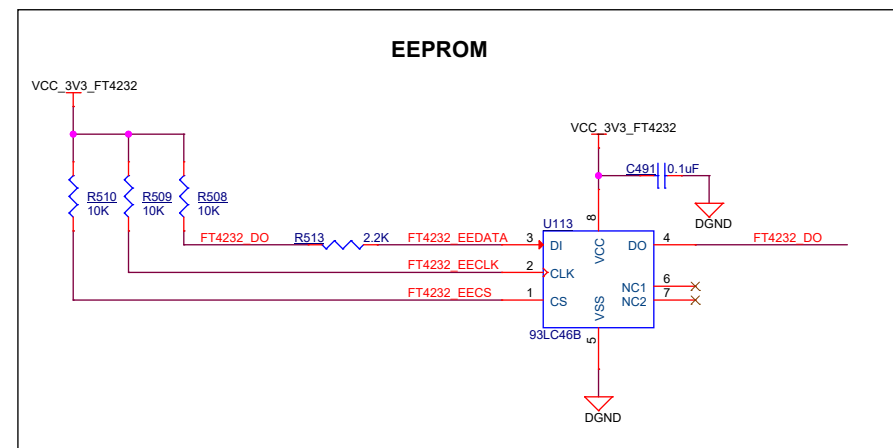 EEPROM
VCC_3V3_FT4232
VCC_3V3_FT4232
C491 0.1uF
DGND
R510 R509 R508
10K 10K 10K
U113
8
FT4232_DO R513 2.2K FT4232_EEDATA 3 DI VCC DO 4 FT4232_DO
FT4232_EECLK 2 CLK
NC1 6
FT4232_EECS 1 CS VSS NC2 7
93LC46B
5
DGND